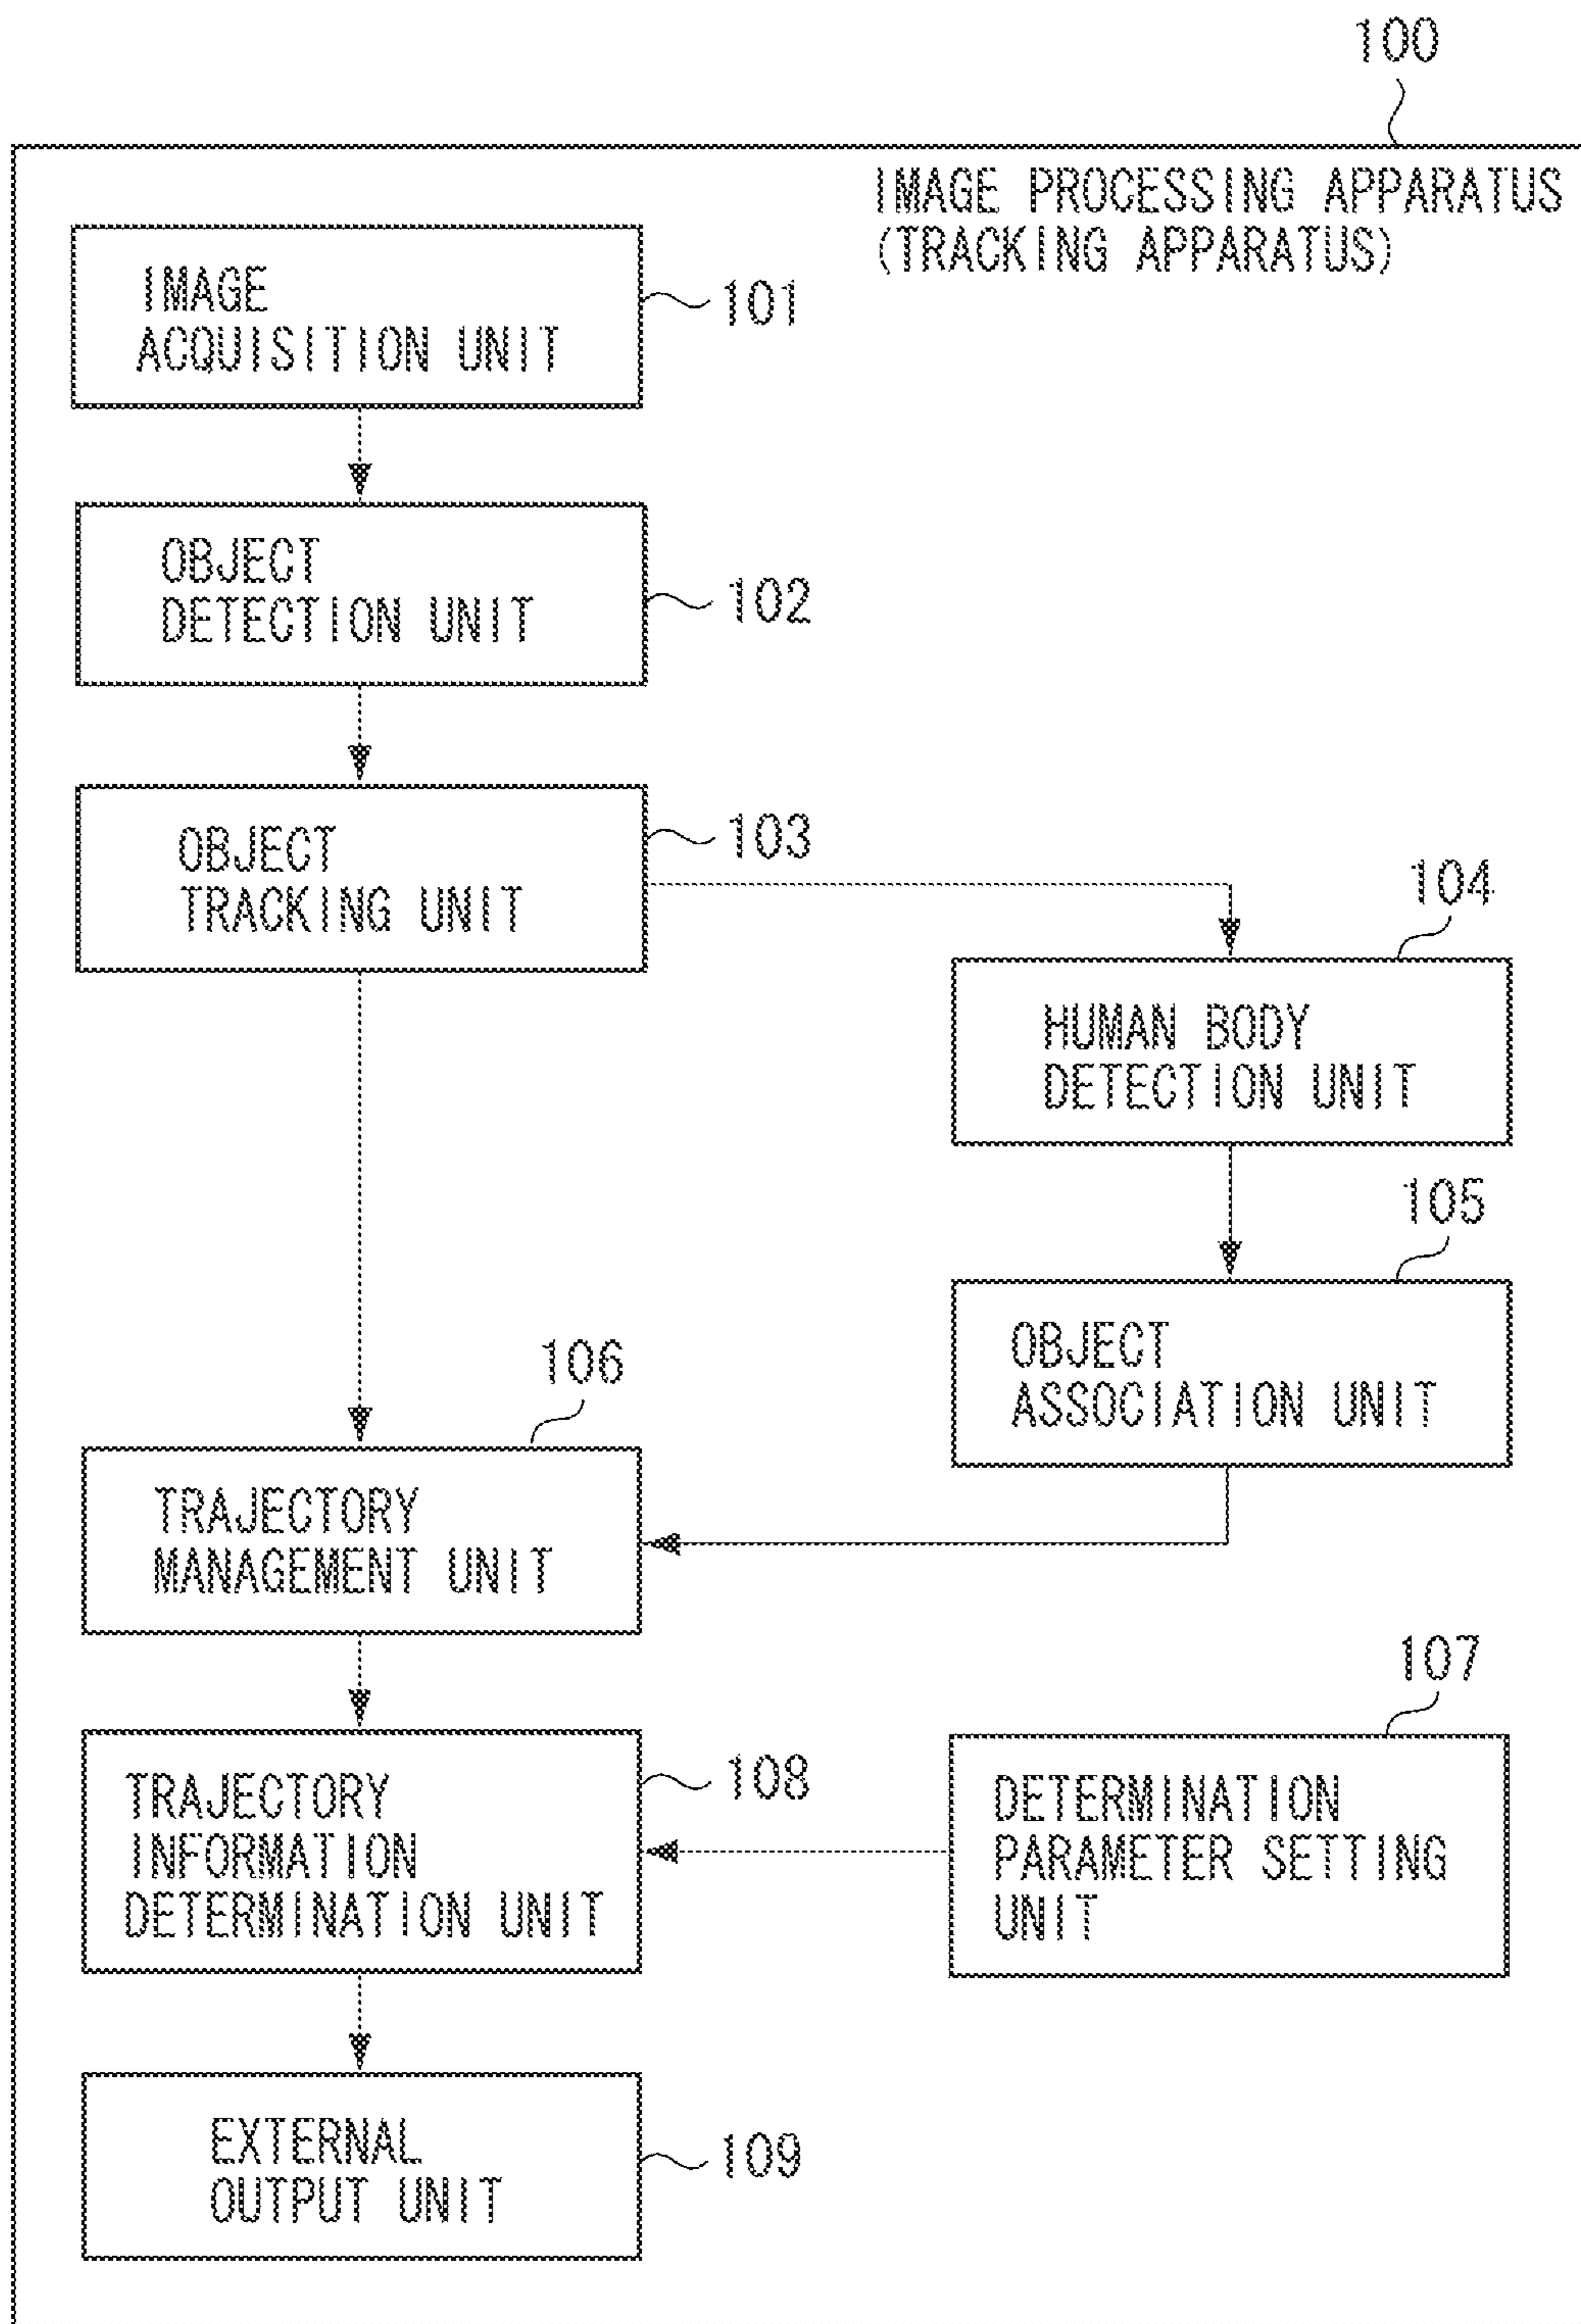 100
IMAGE PROCESSING APPARATUS
(TRACKING APPARATUS)
IMAGE
ACQUISITION UNIT
101
OBJECT
DETECTION UNIT
102
OBJECT
TRACKING UNIT
103
104
HUMAN BODY
DETECTION UNIT
105
OBJECT
ASSOCIATION UNIT
106
TRAJECTORY
MANAGEMENT UNIT
107
TRAJECTORY
INFORMATION
DETERMINATION UNIT
108
DETERMINATION
PARAMETER SETTING
UNIT
EXTERNAL
OUTPUT UNIT
109